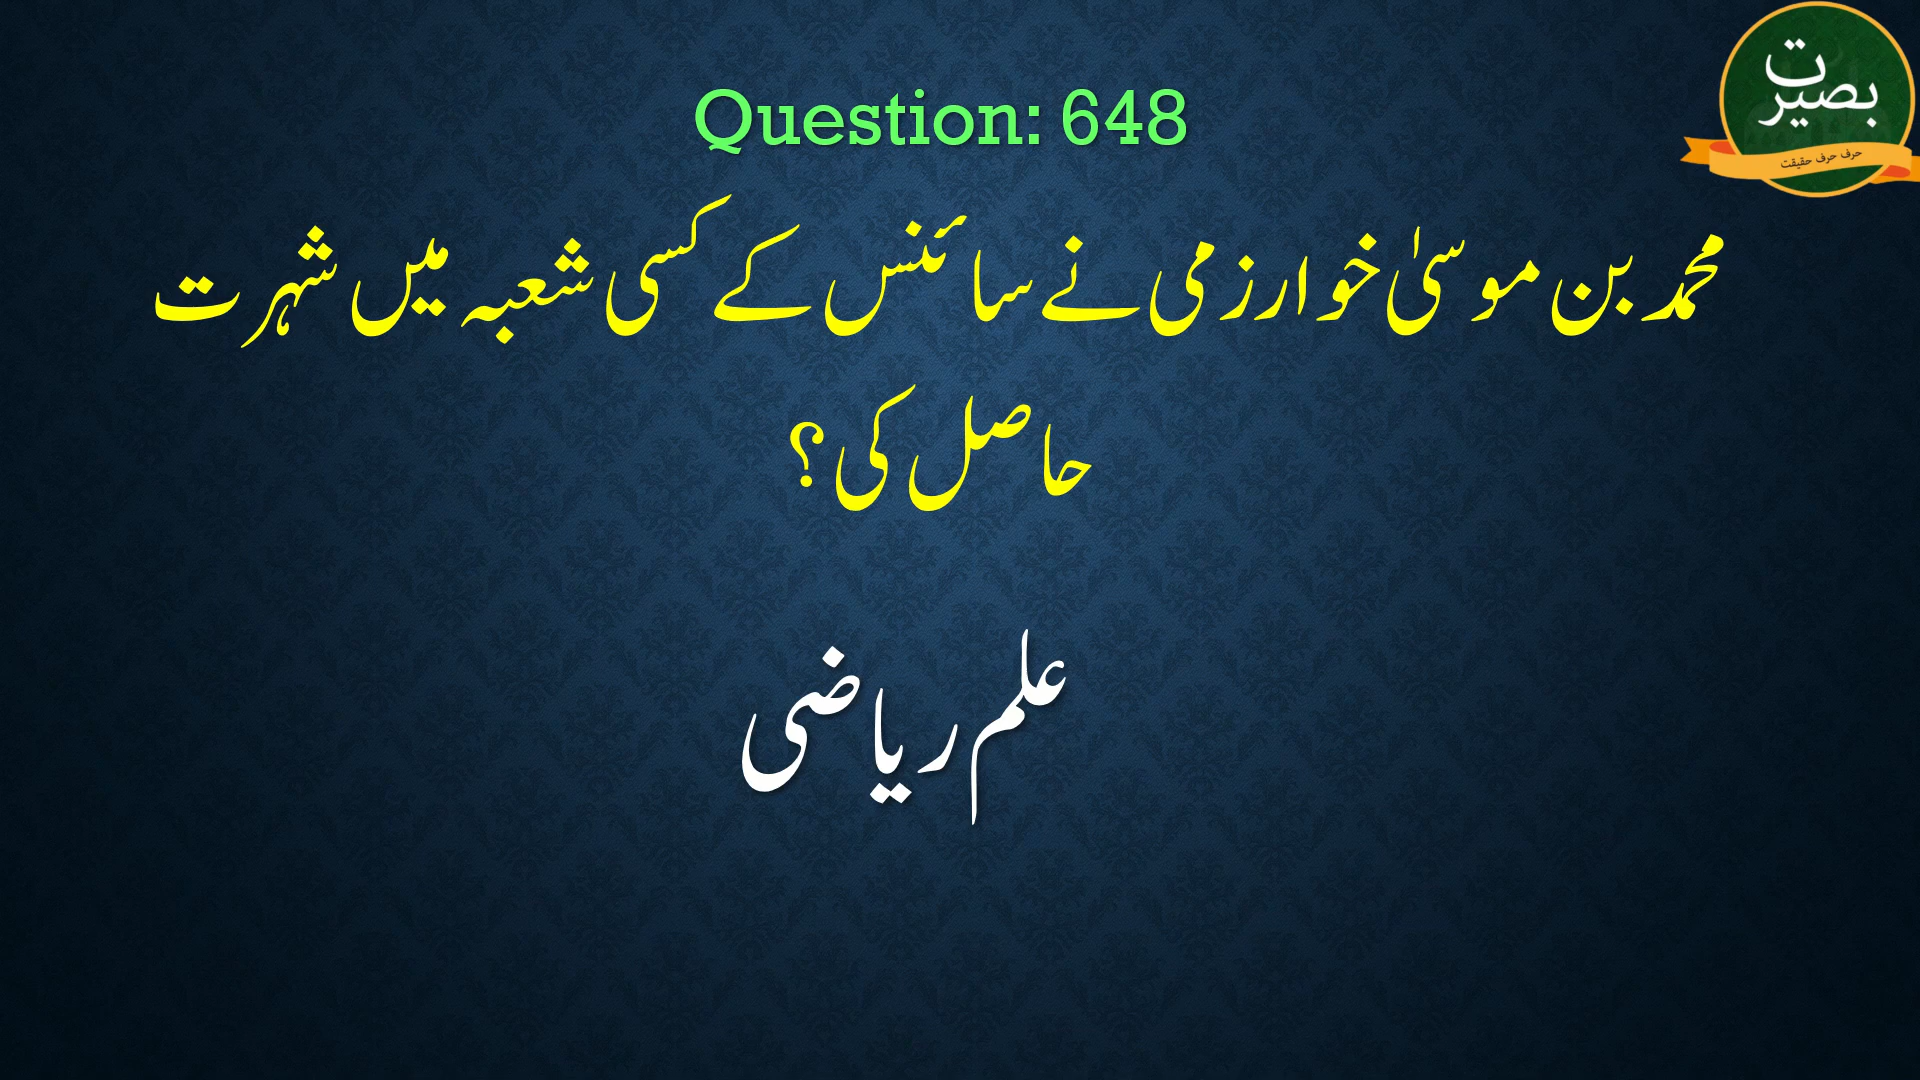 بصیرت
حرف حرف حقیقت
Question: 648
محمد بن موسیٰ خوارزمی نے سائنس کے کسی شعبہ میں شہرت
حاصل کی؟
علم ریاضی